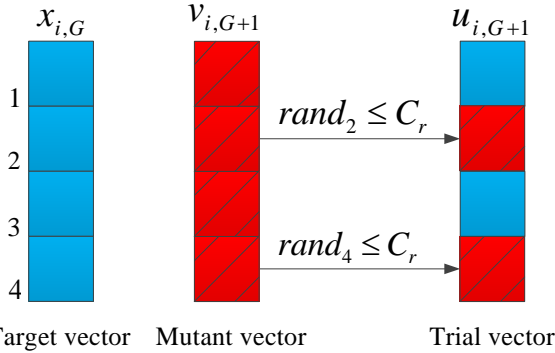 x_{i,G} v_{i,G+1} u_{i,G+1}
1
rand_2 ≤ C_r
2
3
rand_4 ≤ C_r
4
Target vector Mutant vector Trial vector